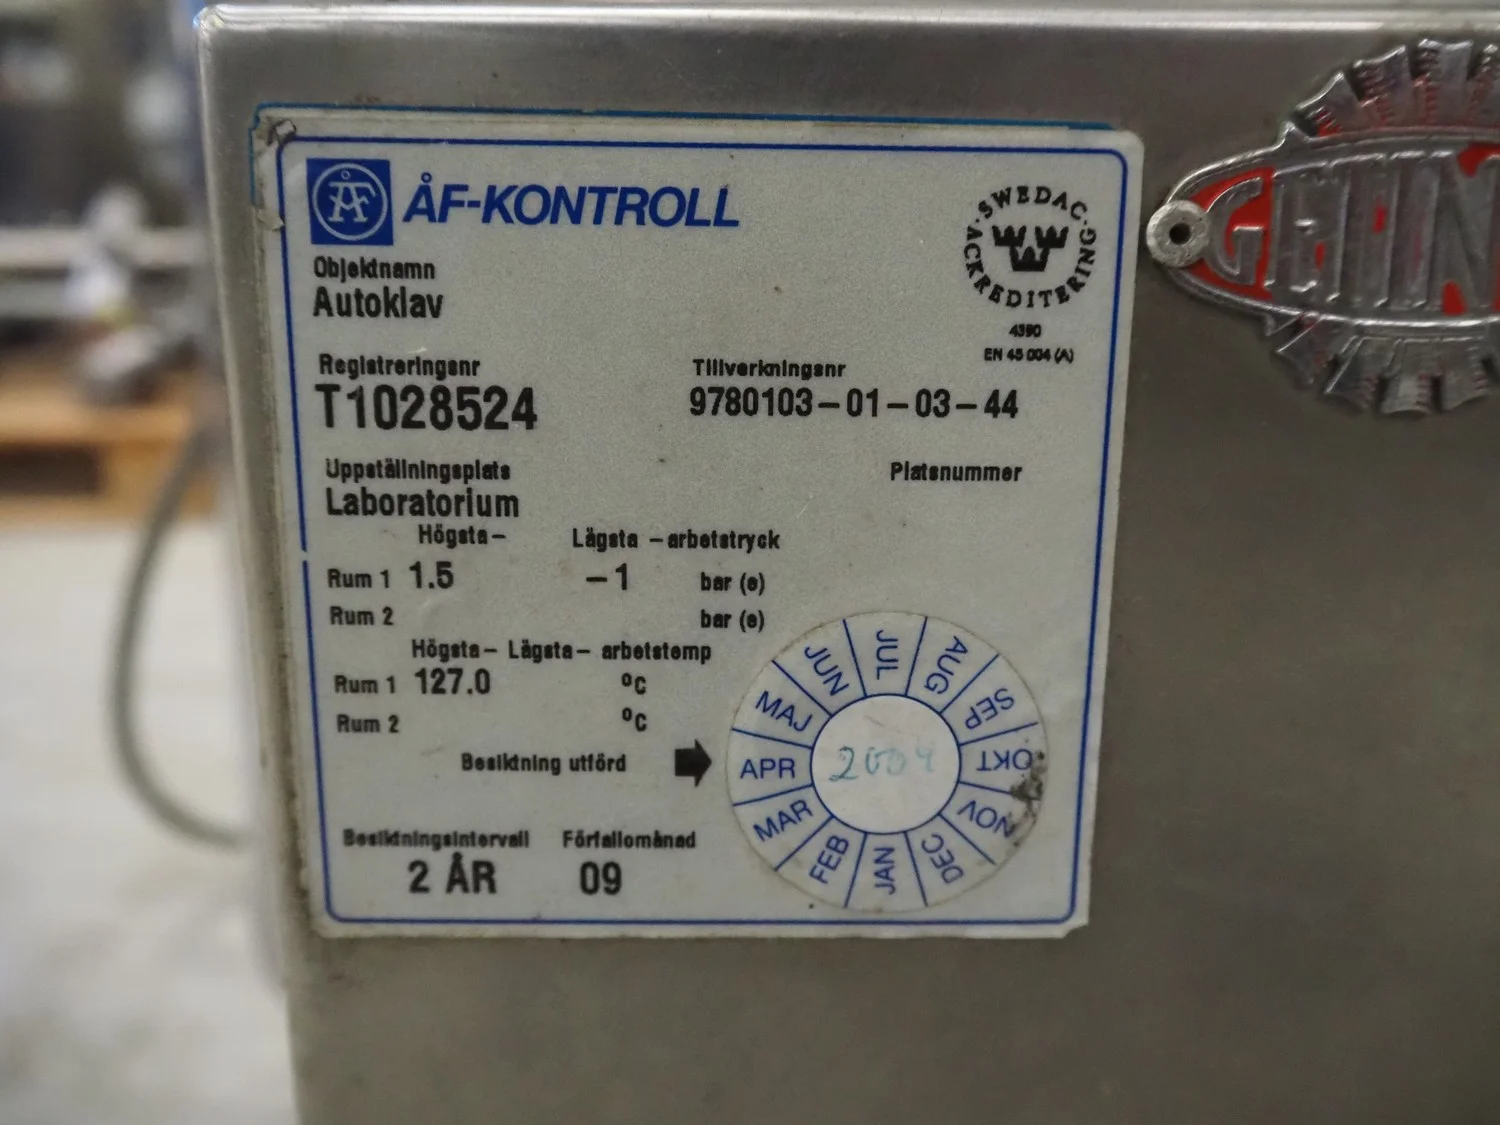 ÅF ÅF-KONTROLL
SWEDAC ACKREDITERING
4390
EN 45 004 (A)
Objektnamn
Autoklav
Registreringsnr Tillverkningsnr
T1028524 9780103-01-03-44
Uppställningsplats Platsnummer
Laboratorium
Högsta- Lägsta -arbetstryck
Rum 1 1.5 -1 bar (e)
Rum 2 bar (e)
Högsta- Lägsta- arbetstemp
Rum 1 127.0 °C
Rum 2 °C
Besiktning utförd
Besiktningsintervall Förfallomånad
2 ÅR 09
JAN FEB MAR APR MAJ JUN JUL AUG SEP OKT NOV DEC
2004